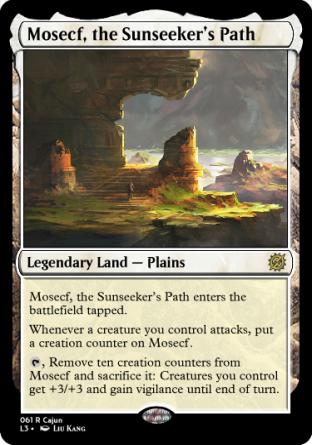 Mosecf, the Sunseeker's Path
Legendary Land — Plains
Mosecf, the Sunseeker's Path enters the
battlefield tapped.
Whenever a creature you control attacks, put
a creation counter on Mosecf.
, Remove ten creation counters from
Mosecf and sacrifice it: Creatures you control
get +3/+3 and gain vigilance until end of turn.
061 R Cajun
L3 • Liu Kang